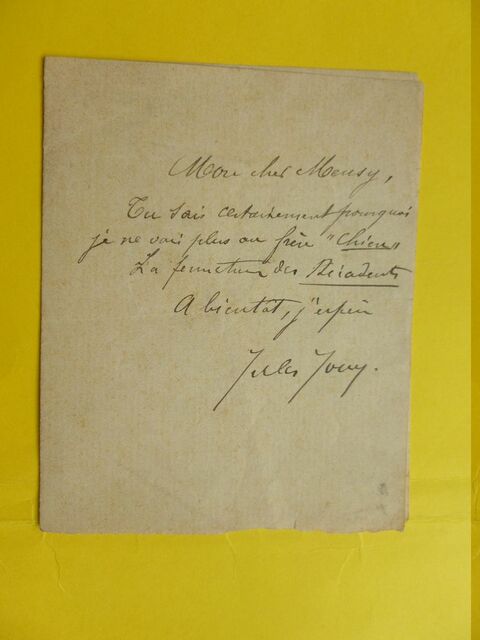 Mon cher Meusy,
Tu sais certainement pourquoi
je ne vais plus au frère "Chien"
La fermeture des Décadents
A bientôt, j'espère
Jules Jouy.